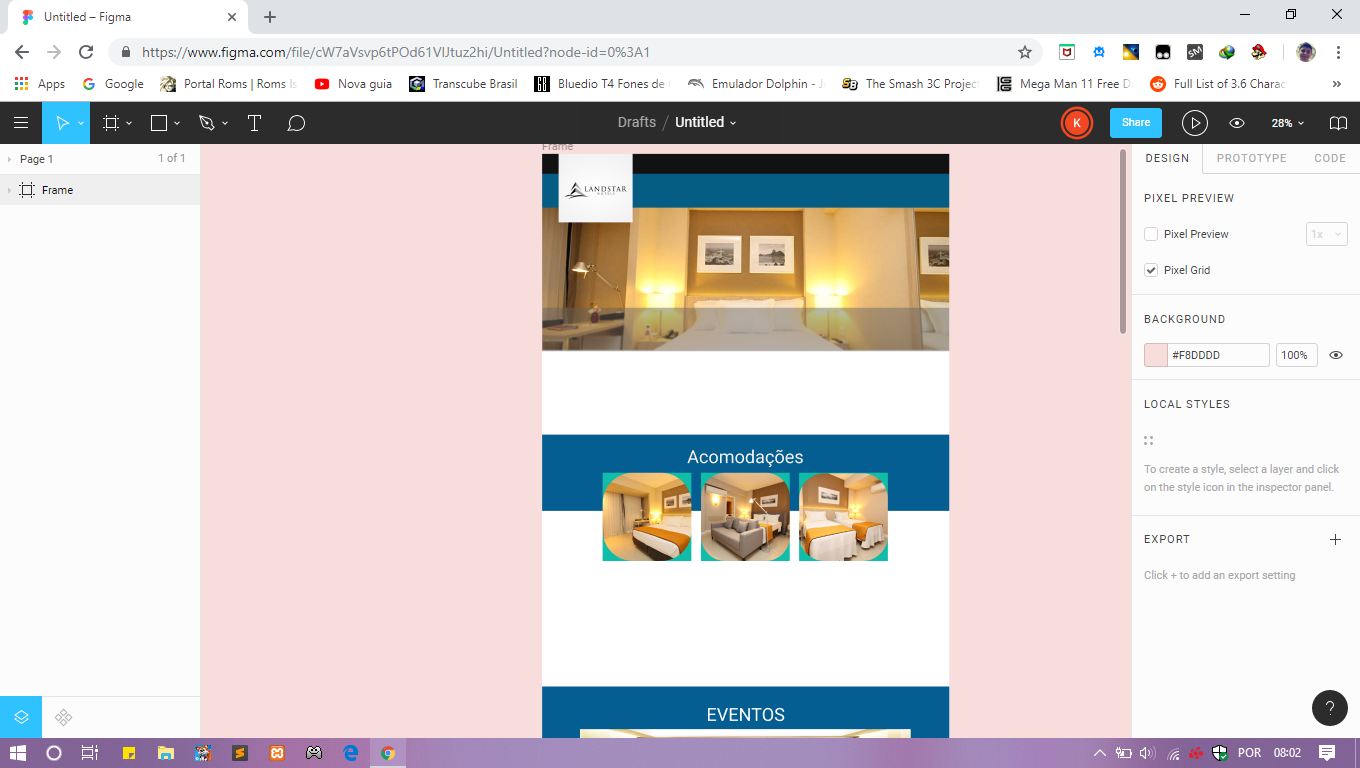 Untitled – Figma
https://www.figma.com/file/cW7aVsvp6tPOd61VlJtuz2hi/Untitled?node-id=0%3A1
Apps
Google
Portal Roms | Roms Is
Nova guia
Transcube Brasil
Bluedio T4 Fones de
Emulador Dolphin - J
The Smash 3C Project
Mega Man 11 Free D
Full List of 3.6 Charac
»
Drafts / Untitled
K
Share
28%
Page 1
1 of 1
Frame
Frame
LANDSTAR
HOTELS
Acomodações
EVENTOS
DESIGN
PROTOTYPE
CODE
PIXEL PREVIEW
Pixel Preview
1x
Pixel Grid
BACKGROUND
#F8DDDD
100%
LOCAL STYLES
To create a style, select a layer and click
on the style icon in the inspector panel.
EXPORT
Click + to add an export setting
?
POR
08:02